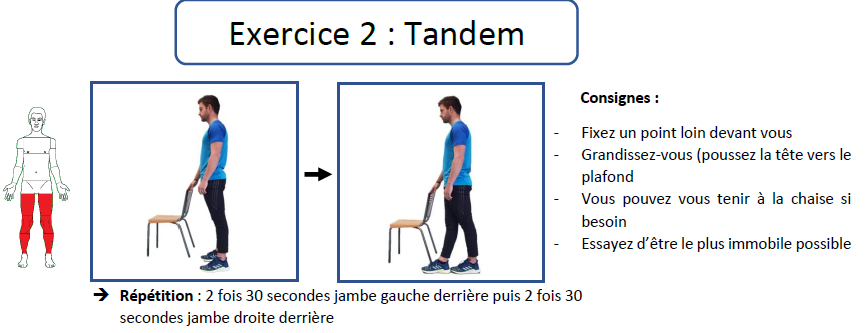 Exercice 2 : Tandem
Consignes :
- Fixez un point loin devant vous
- Grandissez-vous (poussez la tête vers le
plafond
- Vous pouvez vous tenir à la chaise si
besoin
- Essayez d’être le plus immobile possible
➔ Répétition : 2 fois 30 secondes jambe gauche derrière puis 2 fois 30
secondes jambe droite derrière